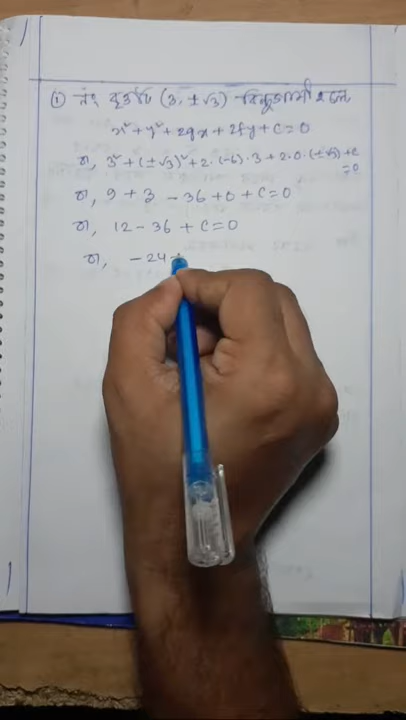 ① নং বৃত্তটি (3, ±√3) বিন্দুগামী হলে
x² + y² + 2gx + 2fy + c = 0
বা, 3² + (±√3)² + 2·(-6)·3 + 2·0·(±√3) + c = 0
বা, 9 + 3 - 36 + 0 + c = 0
বা, 12 - 36 + c = 0
বা, - 24 +